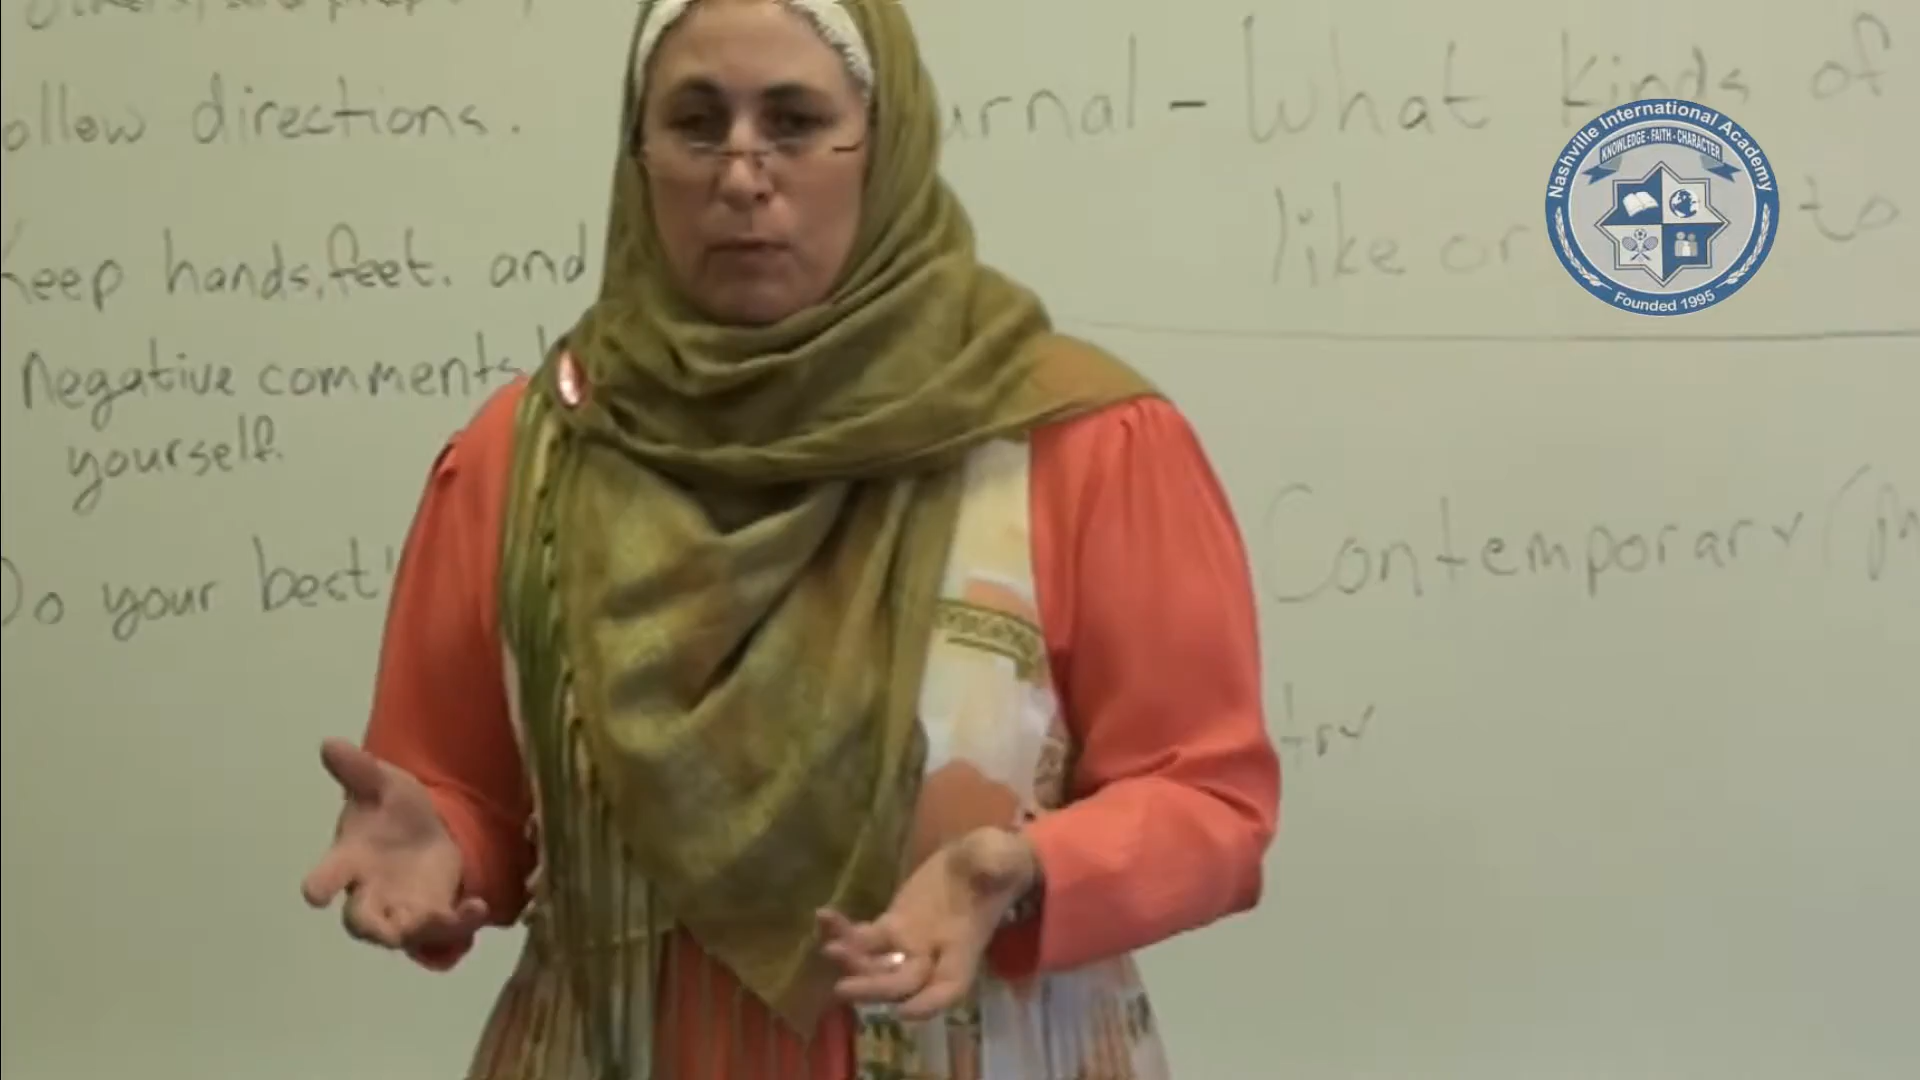 ollow directions.
Keep hands, feet, and
negative comments
yourself.
Do your best!
urnal - What kinds of
like or to
Contemporary
Nashville International Academy
KNOWLEDGE - FAITH - CHARACTER
Founded 1995